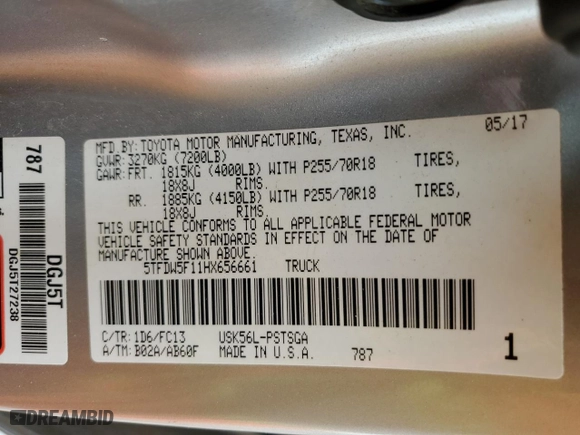 MFD.BY:TOYOTA MOTOR MANUFACTURING, TEXAS, INC. 05/17
GVWR:3270KG (7200LB)
GAWR:FRT. 1815KG (4000LB) WITH P255/70R18 TIRES,
18X8J RIMS.
RR. 1885KG (4150LB) WITH P255/70R18 TIRES,
18X8J RIMS.
THIS VEHICLE CONFORMS TO ALL APPLICABLE FEDERAL MOTOR
VEHICLE SAFETY STANDARDS IN EFFECT ON THE DATE OF
MANUFACTURE SHOWN ABOVE.
5TFDW5F11HX656661 TRUCK
C/TR:1D6/FC13 USK56L-PSTSGA
A/TM:B02A/AB60F MADE IN U.S.A. 787 1
787
DGJ5T
DGJ5T27238
DREAMBID